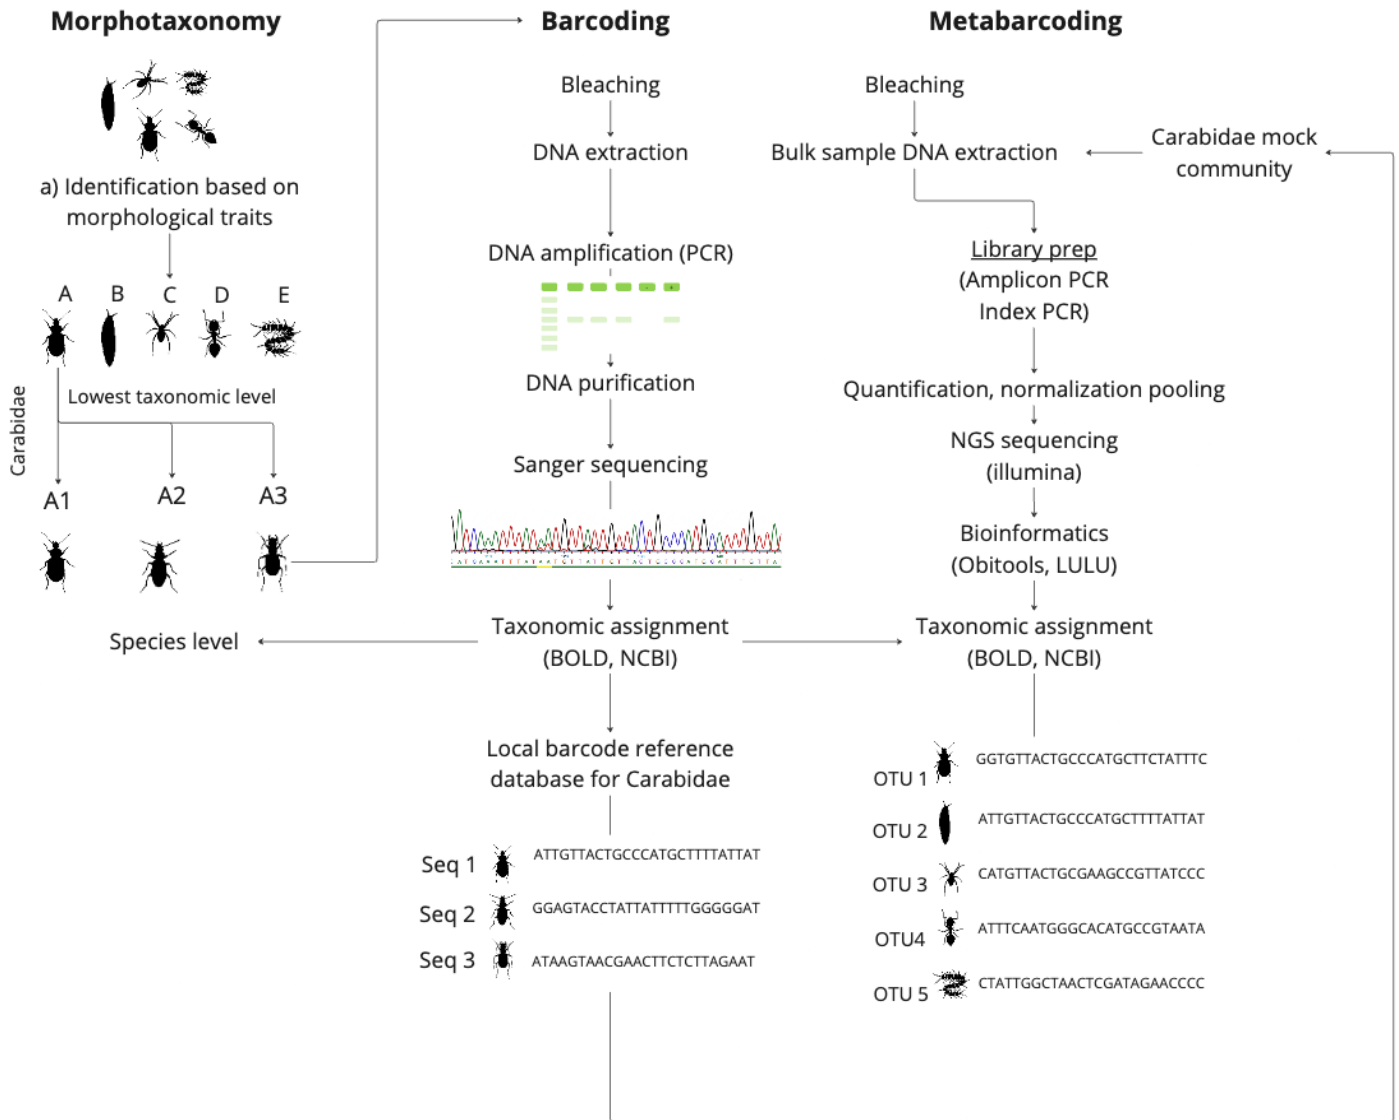 Morphotaxonomy
a) Identification based on
morphological traits
A B C D E
Carabidae
Lowest taxonomic level
A1 A2 A3
Species level
Barcoding
Bleaching
DNA extraction
DNA amplification (PCR)
DNA purification
Sanger sequencing
Taxonomic assignment
(BOLD, NCBI)
Local barcode reference
database for Carabidae
Seq 1 ATTGTTACTGCCCATGCTTTTATTAT
Seq 2 GGAGTACCTATTATTTTTGGGGGAT
Seq 3 ATAAGTAACGAACTTCTCTTAGAAT
Metabarcoding
Bleaching
Bulk sample DNA extraction
Carabidae mock
community
Library prep
(Amplicon PCR
Index PCR)
Quantification, normalization pooling
NGS sequencing
(illumina)
Bioinformatics
(Obitools, LULU)
Taxonomic assignment
(BOLD, NCBI)
OTU 1 GGTGTTACTGCCCATGCTTCTATTTC
OTU 2 ATTGTTACTGCCCATGCTTTTATTAT
OTU 3 CATGTTACTGCGAAGCCGTTATCCC
OTU4 ATTTCAATGGGCACATGCCGTAATA
OTU 5 CTATTGGCTAACTCGATAGAACCCC